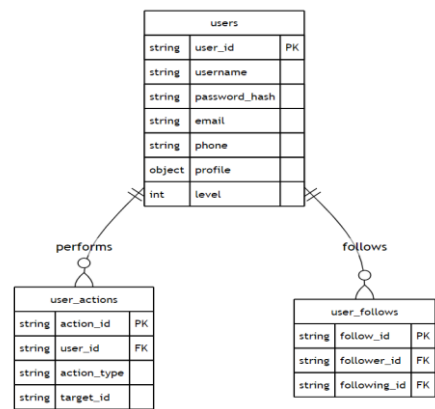 users
string user_id PK
string username
string password_hash
string email
string phone
object profile
int level
performs
follows
user_actions
string action_id PK
string user_id FK
string action_type
string target_id
user_follows
string follow_id PK
string follower_id FK
string following_id FK